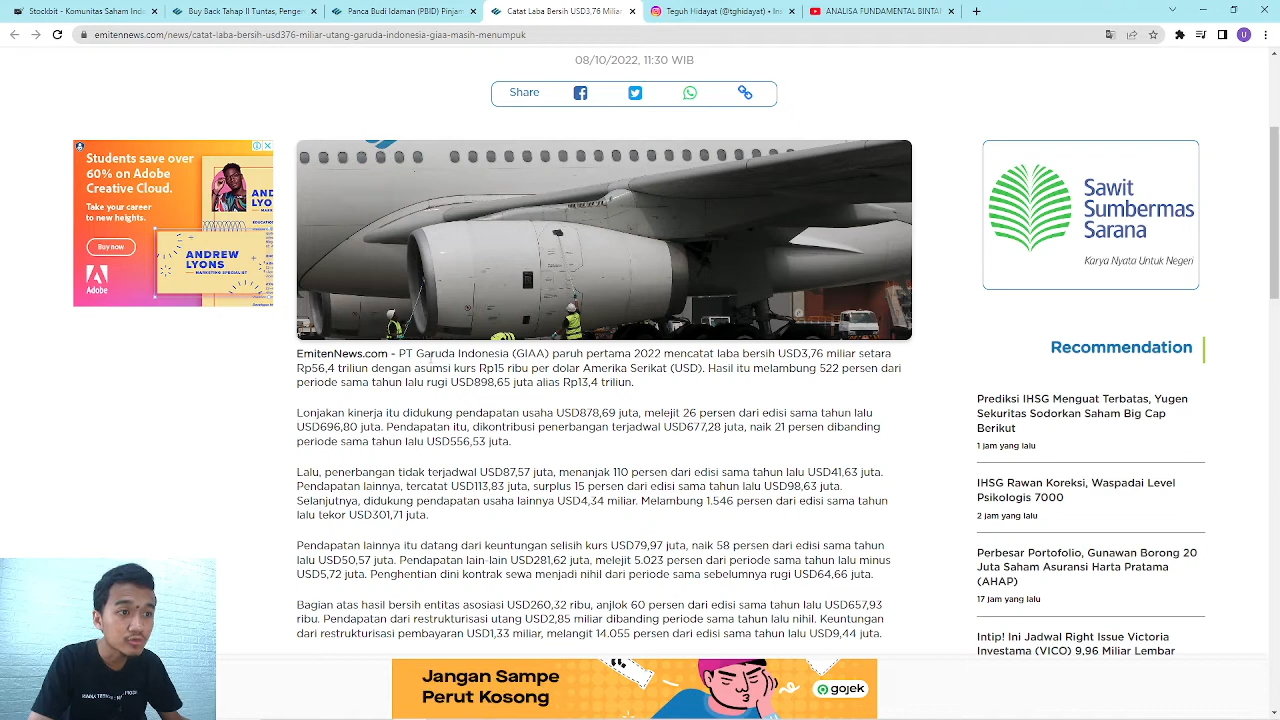 Stockbit - Komunitas Saham Indo
Buy Back Tahap II Tuntas, Pengen
Panca Budi Idaman (PBID) Pinjam
Catat Laba Bersih USD3,76 Miliar
Teguh Hidayat (@tghidayat) • Ins
ANALISA FUNDAMENTAL BINTA
emitennews.com/news/catat-laba-bersih-usd376-miliar-utang-garuda-indonesia-giaa-masih-menumpuk
U
08/10/2022, 11:30 WIB
Share
Students save over
60% on Adobe
Creative Cloud.
Take your career
to new heights.
Buy now
Adobe
ANDREW
LYONS
MARKETING SPECIALIST
Sawit
Sumbermas
Sarana
Karya Nyata Untuk Negeri
EmitenNews.com - PT Garuda Indonesia (GIAA) paruh pertama 2022 mencatat laba bersih USD3,76 miliar setara
Rp56,4 triliun dengan asumsi kurs Rp15 ribu per dolar Amerika Serikat (USD). Hasil itu melambung 522 persen dari
periode sama tahun lalu rugi USD898,65 juta alias Rp13,4 triliun.
Lonjakan kinerja itu didukung pendapatan usaha USD878,69 juta, melejit 26 persen dari edisi sama tahun lalu
USD696,80 juta. Pendapatan itu, dikontribusi penerbangan terjadwal USD677,28 juta, naik 21 persen dibanding
periode sama tahun lalu USD556,53 juta.
Lalu, penerbangan tidak terjadwal USD87,57 juta, menanjak 110 persen dari edisi sama tahun lalu USD41,63 juta.
Pendapatan lainnya, tercatat USD113,83 juta, surplus 15 persen dari edisi sama tahun lalu USD98,63 juta.
Selanjutnya, didukung pendapatan usaha lainnya USD4,34 miliar. Melambung 1.546 persen dari edisi sama tahun
lalu tekor USD301,71 juta.
Pendapatan lainnya itu datang dari keuntungan selisih kurs USD79,97 juta, naik 58 persen dari edisi sama tahun
lalu USD50,57 juta. Pendapatan lain-lain USD281,62 juta, melejit 5.023 persen dari periode sama tahun lalu minus
USD5,72 juta. Penghentian dini kontrak sewa menjadi nihil dari periode sama sebelumnya rugi USD64,66 juta.
Bagian atas hasil bersih entitas asosiasi USD260,32 ribu, anjlok 60 persen dari edisi sama tahun lalu USD657,93
ribu. Pendapatan dari restrukturisasi utang USD2,85 miliar dibanding periode sama tahun lalu nihil. Keuntungan
dari restrukturisasi pembayaran USD1,33 miliar, melangit 14.055 persen dari edisi sama tahun lalu USD9,44 juta.
Recommendation
Prediksi IHSG Menguat Terbatas, Yugen
Sekuritas Sodorkan Saham Big Cap
Berikut
1 jam yang lalu
IHSG Rawan Koreksi, Waspadai Level
Psikologis 7000
2 jam yang lalu
Perbesar Portofolio, Gunawan Borong 20
Juta Saham Asuransi Harta Pratama
(AHAP)
17 jam yang lalu
Intip! Ini Jadwal Right Issue Victoria
Investama (VICO) 9,96 Miliar Lembar
Jangan Sampe
Perut Kosong
gojek